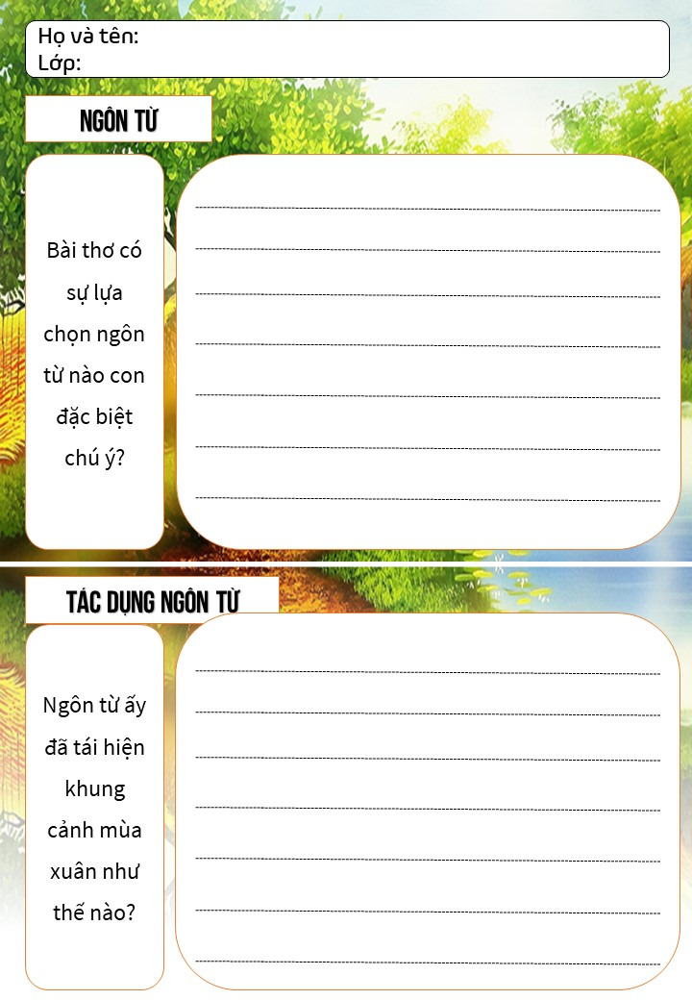 Họ và tên:
Lớp:
NGÔN TỪ
Bài thơ có
sự lựa
chọn ngôn
từ nào con
đặc biệt
chú ý?
TÁC DỤNG NGÔN TỪ
Ngôn từ ấy
đã tái hiện
khung
cảnh mùa
xuân như
thế nào?